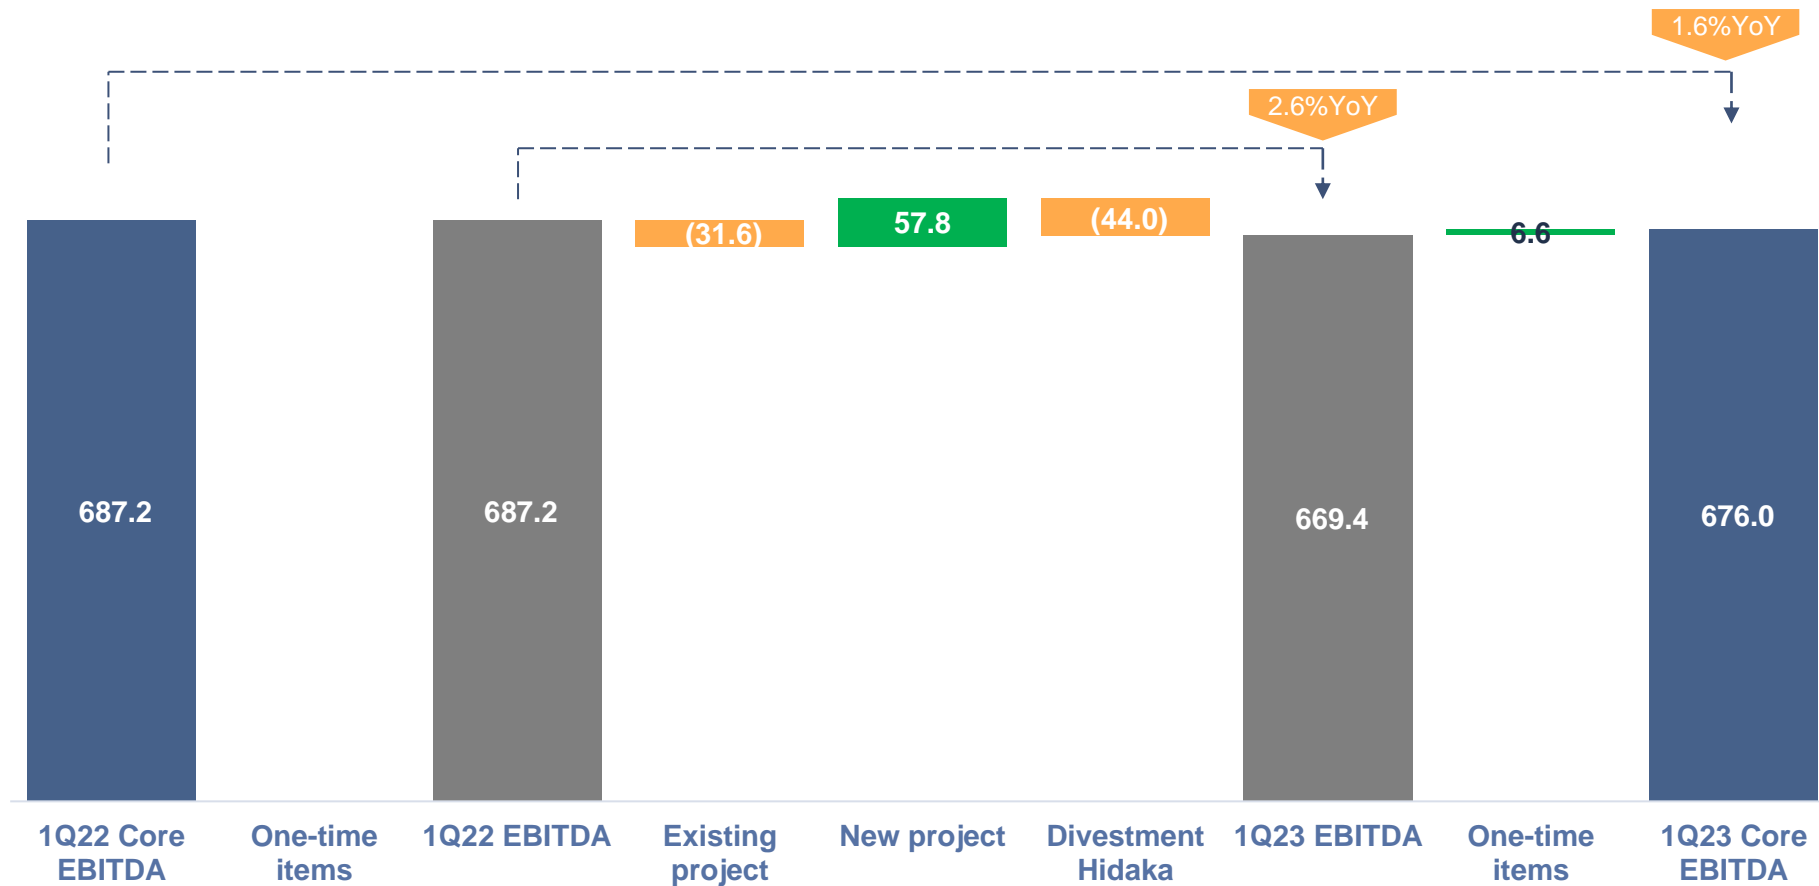 1.6%YoY
2.6%YoY
(31.6)
57.8
(44.0)
6.6
687.2
687.2
669.4
676.0
1Q22 Core
EBITDA
One-time
items
1Q22 EBITDA
Existing
project
New project
Divestment
Hidaka
1Q23 EBITDA
One-time
items
1Q23 Core
EBITDA